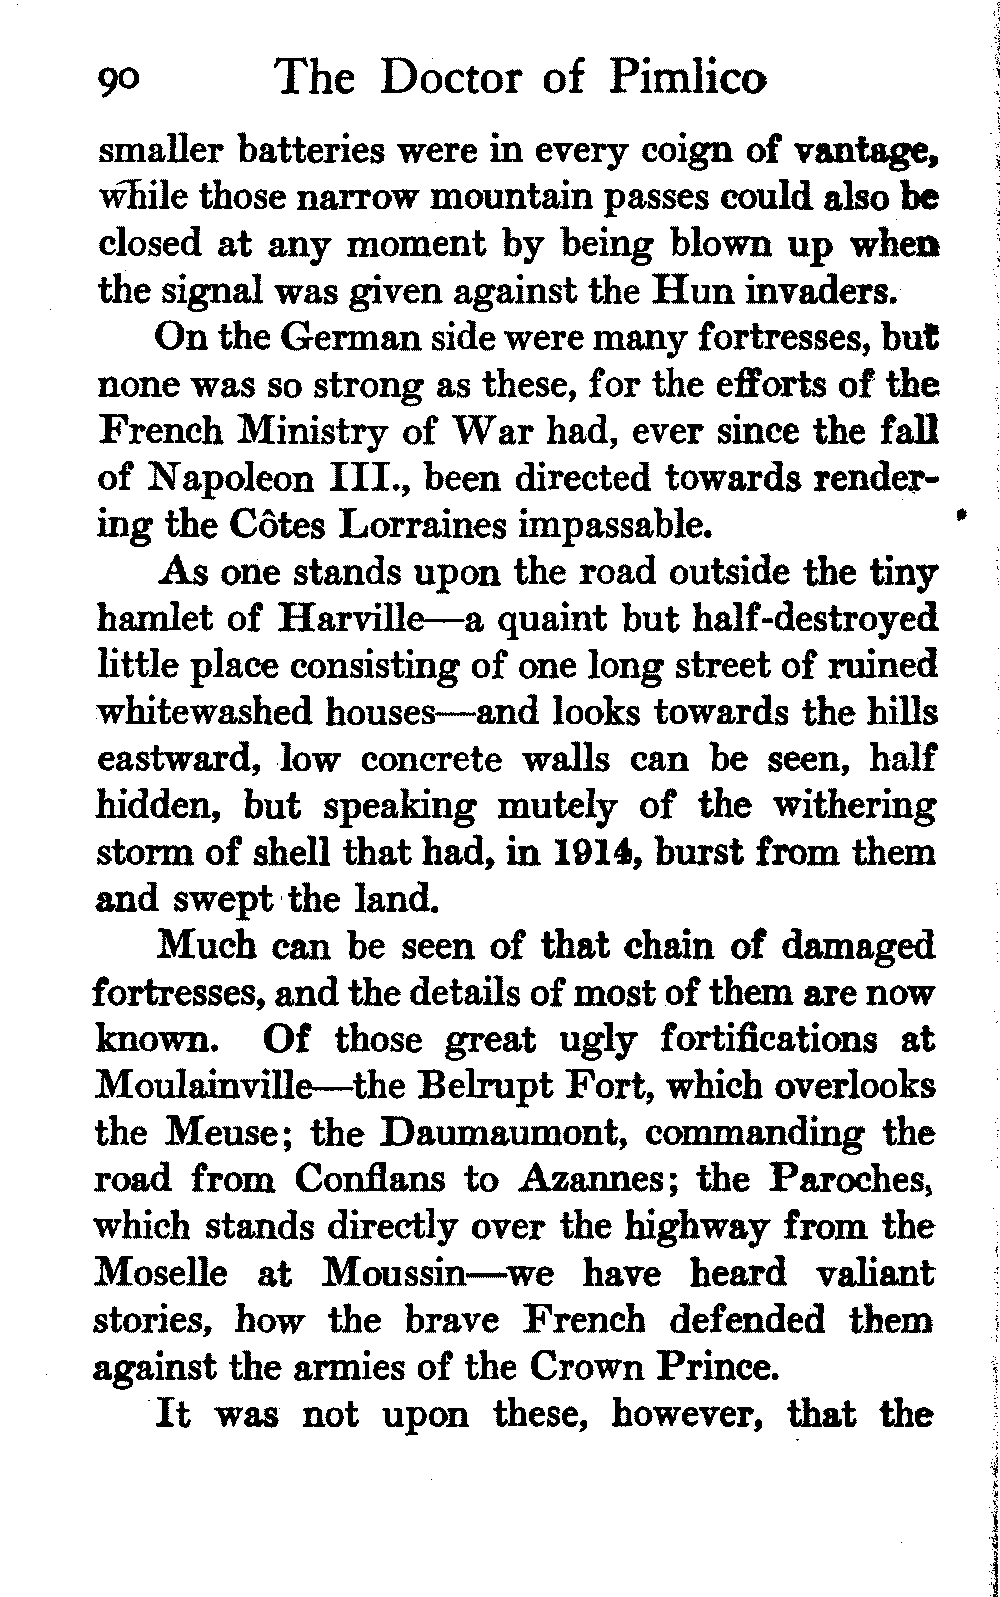 90 The Doctor of Pimlico
smaller batteries were in every coign of vantage,
while those narrow mountain passes could also be
closed at any moment by being blown up when
the signal was given against the Hun invaders.
On the German side were many fortresses, but
none was so strong as these, for the efforts of the
French Ministry of War had, ever since the fall
of Napoleon III., been directed towards render-
ing the Côtes Lorraines impassable.
As one stands upon the road outside the tiny
hamlet of Harville—a quaint but half-destroyed
little place consisting of one long street of ruined
whitewashed houses—and looks towards the hills
eastward, low concrete walls can be seen, half
hidden, but speaking mutely of the withering
storm of shell that had, in 1914, burst from them
and swept the land.
Much can be seen of that chain of damaged
fortresses, and the details of most of them are now
known. Of those great ugly fortifications at
Moulainville—the Belrupt Fort, which overlooks
the Meuse; the Daumaumont, commanding the
road from Conflans to Azannes; the Paroches,
which stands directly over the highway from the
Moselle at Moussin—we have heard valiant
stories, how the brave French defended them
against the armies of the Crown Prince.
It was not upon these, however, that the